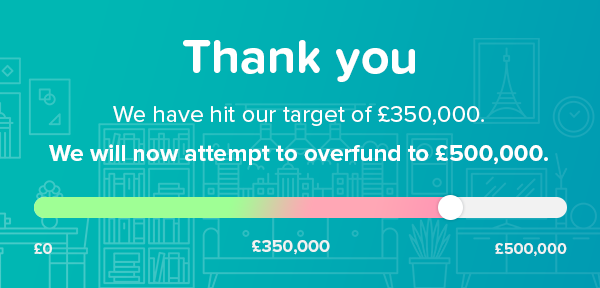 Thank you
We have hit our target of £350,000.
We will now attempt to overfund to £500,000.
£0
£350,000
£500,000